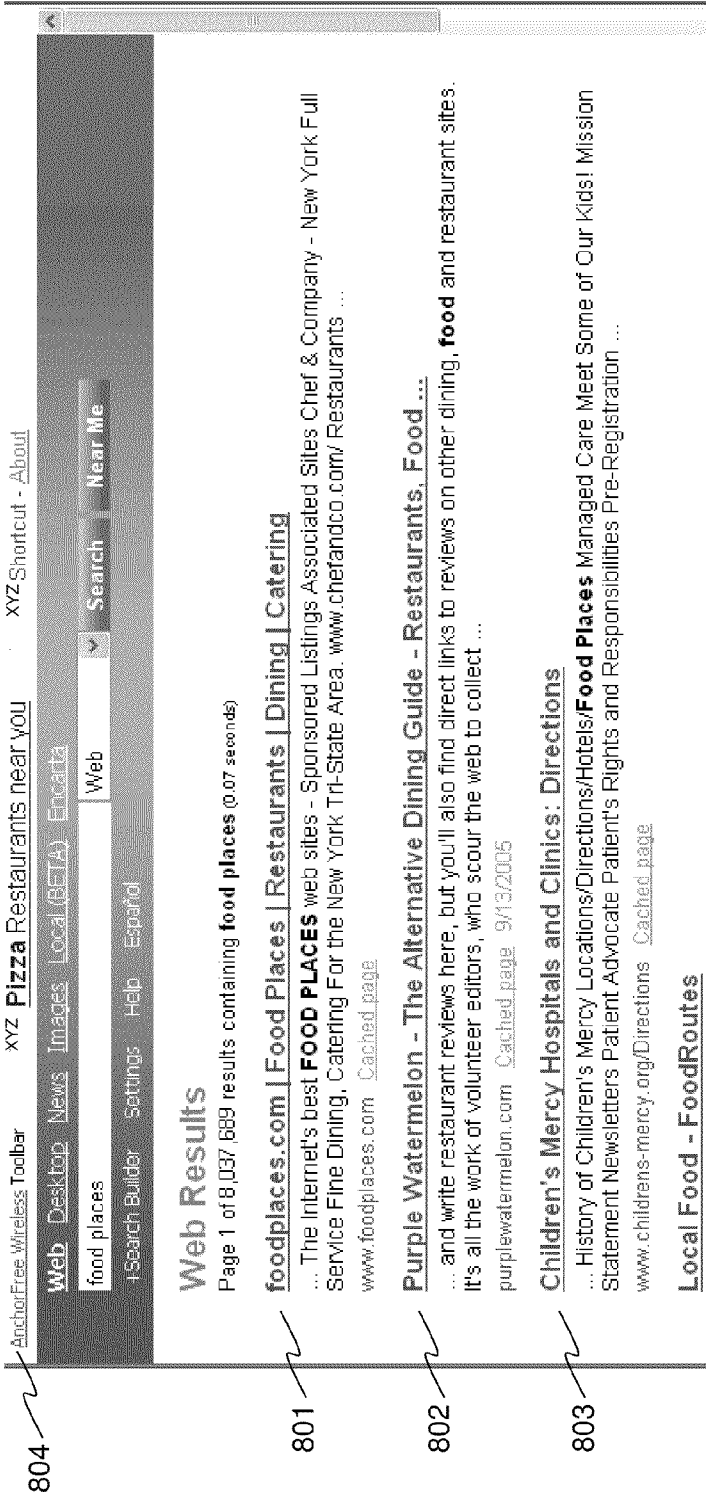 804
AnchorFree Wireless Toolbar XYZ Pizza Restaurants near you XYZ Shortcut - About
Web Desktop News Images Local (BETA) Encarta
food places Web Search Near Me
+Search Builder Settings Help Español
Web Results
Page 1 of 8,037,689 results containing food places (0.07 seconds)
801
foodplaces.com | Food Places | Restaurants | Dining | Catering
... The Internet's best FOOD PLACES web sites - Sponsored Listings Associated Sites Chef & Company - New York Full
Service Fine Dining, Catering For the New York Tri-State Area. www.chefandco.com/ Restaurants ...
www.foodplaces.com Cached page
802
Purple Watermelon - The Alternative Dining Guide - Restaurants, Food ...
... and write restaurant reviews here, but you'll also find direct links to reviews on other dining, food and restaurant sites.
It's all the work of volunteer editors, who scour the web to collect ...
purplewatermelon.com Cached page 9/13/2005
803
Children's Mercy Hospitals and Clinics: Directions
... History of Children's Mercy Locations/Directions/Hotels/Food Places Managed Care Meet Some of Our Kids! Mission
Statement Newsletters Patient Advocate Patient's Rights and Responsibilities Pre-Registration ...
www.childrens-mercy.org/Directions Cached page
Local Food - FoodRoutes